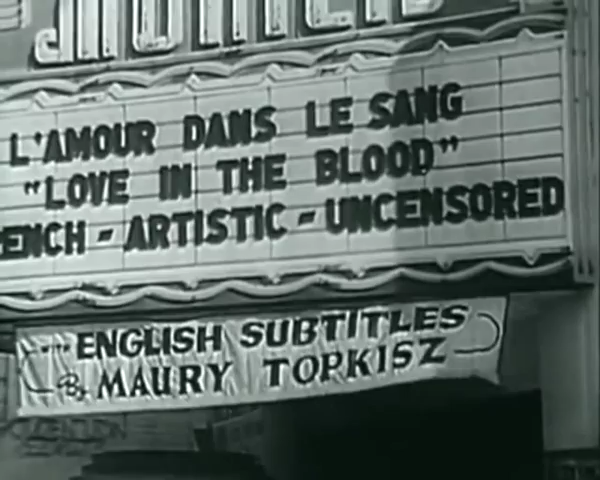 L'AMOUR DANS LE SANG
"LOVE IN THE BLOOD"
ENCH - ARTISTIC - UNCENSORED
ENGLISH SUBTITLES
By MAURY TOPKISZ